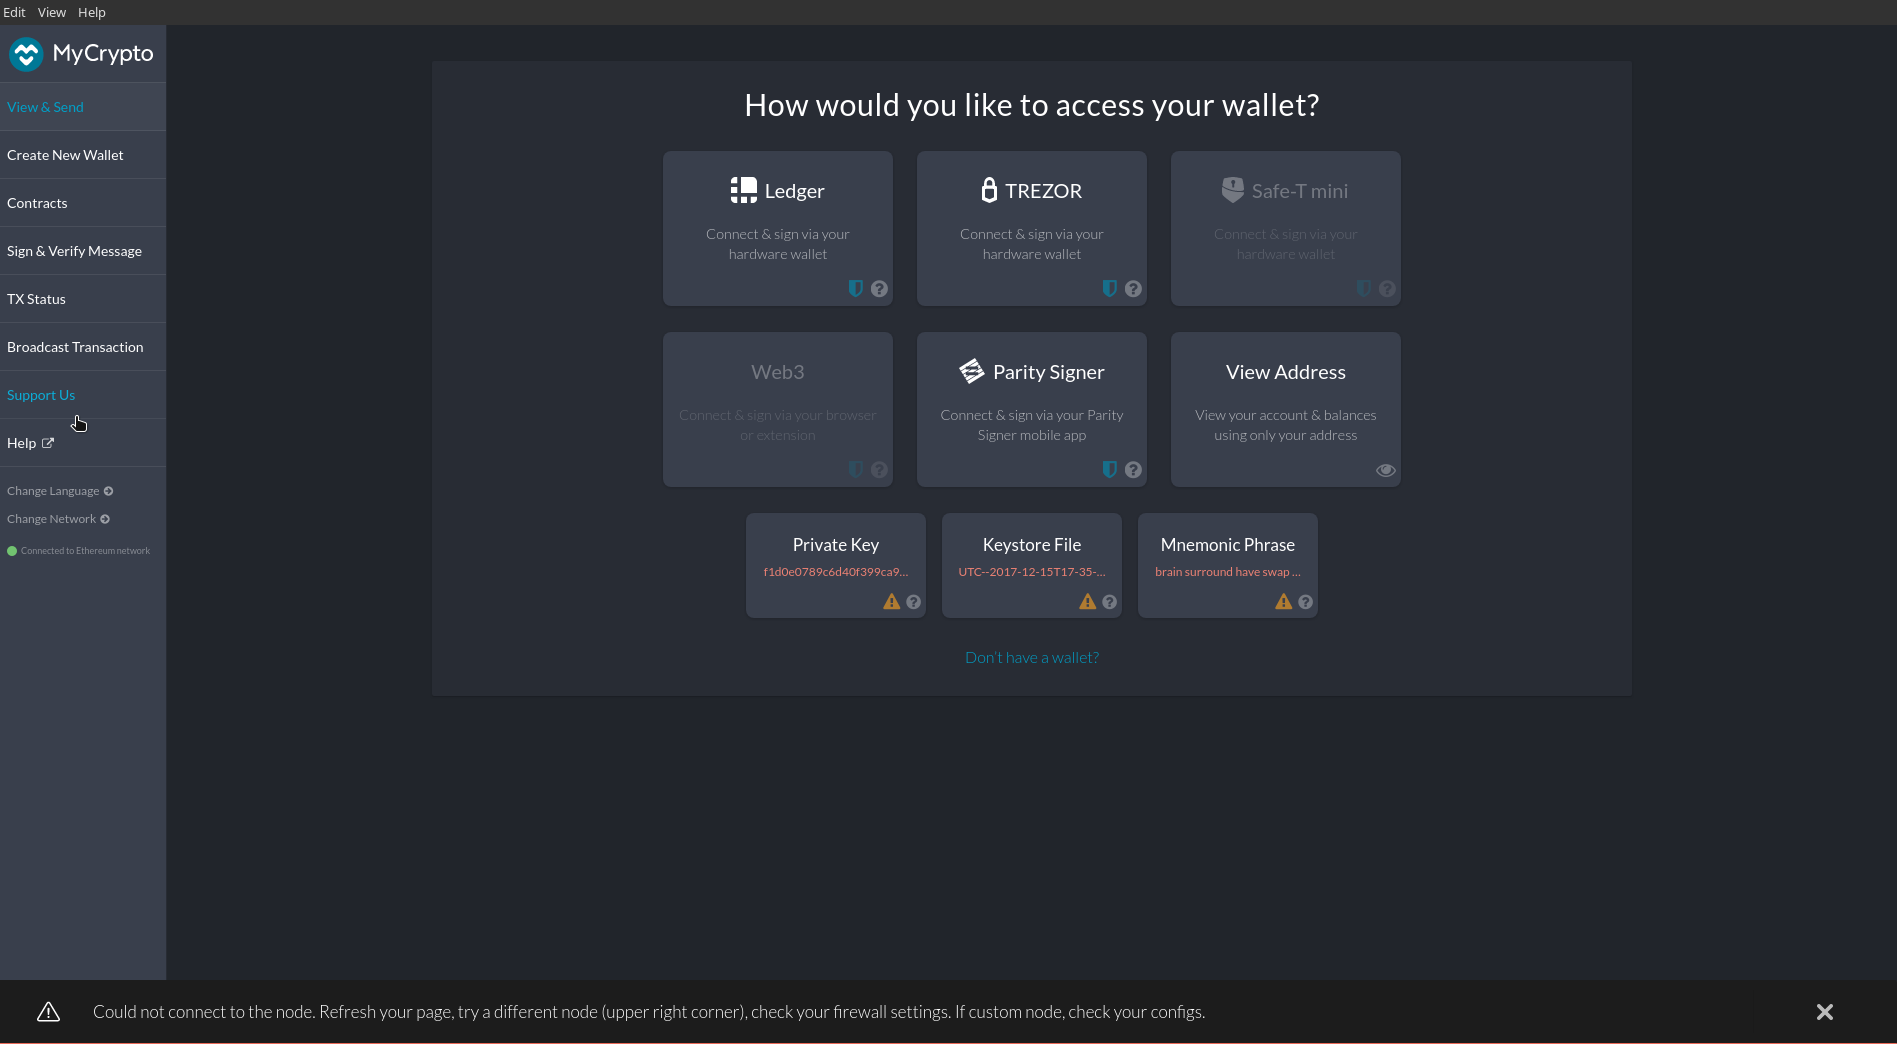 Edit View Help
MyCrypto
View & Send
Create New Wallet
Contracts
Sign & Verify Message
TX Status
Broadcast Transaction
Support Us
Help
Change Language
Change Network
Connected to Ethereum network
How would you like to access your wallet?
Ledger
Connect & sign via your
hardware wallet
TREZOR
Connect & sign via your
hardware wallet
Safe-T mini
Connect & sign via your
hardware wallet
Web3
Connect & sign via your browser
or extension
Parity Signer
Connect & sign via your Parity
Signer mobile app
View Address
View your account & balances
using only your address
Private Key
f1d0e0789c6d40f399ca9...
Keystore File
UTC--2017-12-15T17-35-...
Mnemonic Phrase
brain surround have swap ...
Don't have a wallet?
Could not connect to the node. Refresh your page, try a different node (upper right corner), check your firewall settings. If custom node, check your configs.